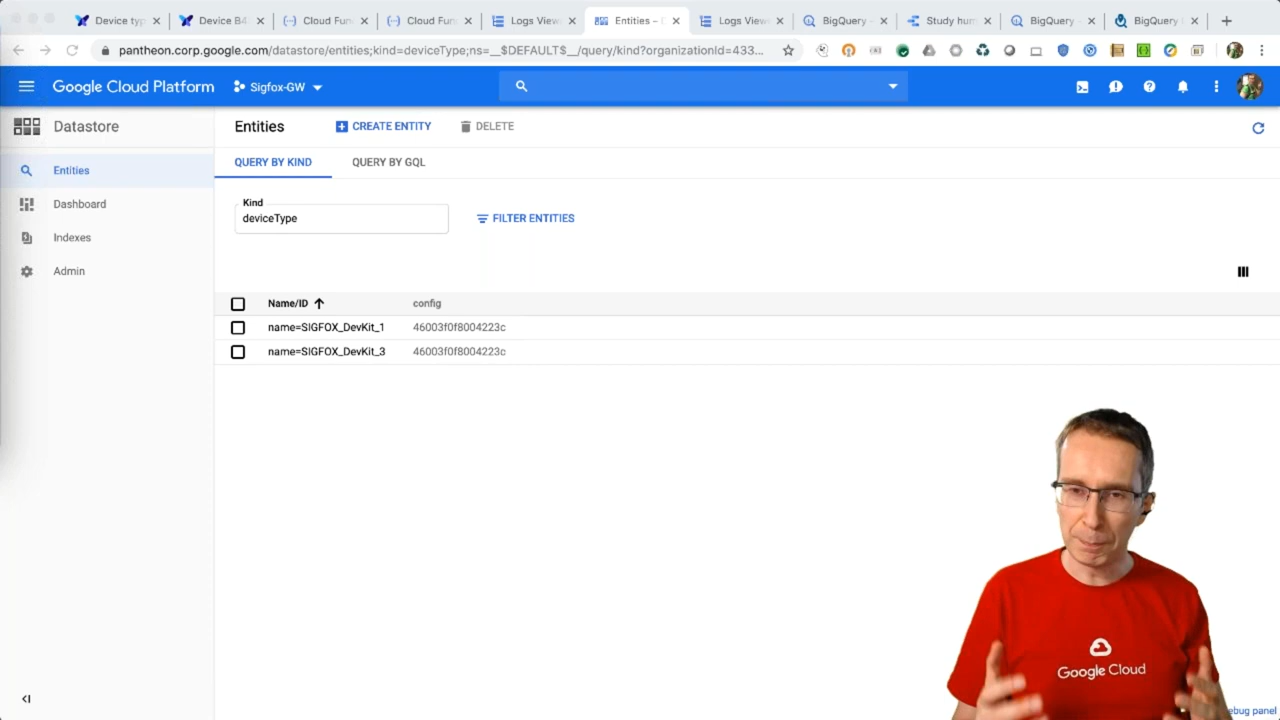 Device typ
Device B4
Cloud Fun
Cloud Fun
Logs View
Entities – D
Logs View
BigQuery –
Study hum
BigQuery –
BigQuery
pantheon.corp.google.com/datastore/entities;kind=deviceType;ns=__$DEFAULT$__/query/kind?organizationId=433...
Google Cloud Platform
Sigfox-GW
Datastore
Entities
CREATE ENTITY
DELETE
Entities
Dashboard
Indexes
Admin
QUERY BY KIND
QUERY BY GQL
Kind
deviceType
FILTER ENTITIES
Name/ID
config
name=SIGFOX_DevKit_1
46003f0f8004223c
name=SIGFOX_DevKit_3
46003f0f8004223c
Google Cloud
ebug panel